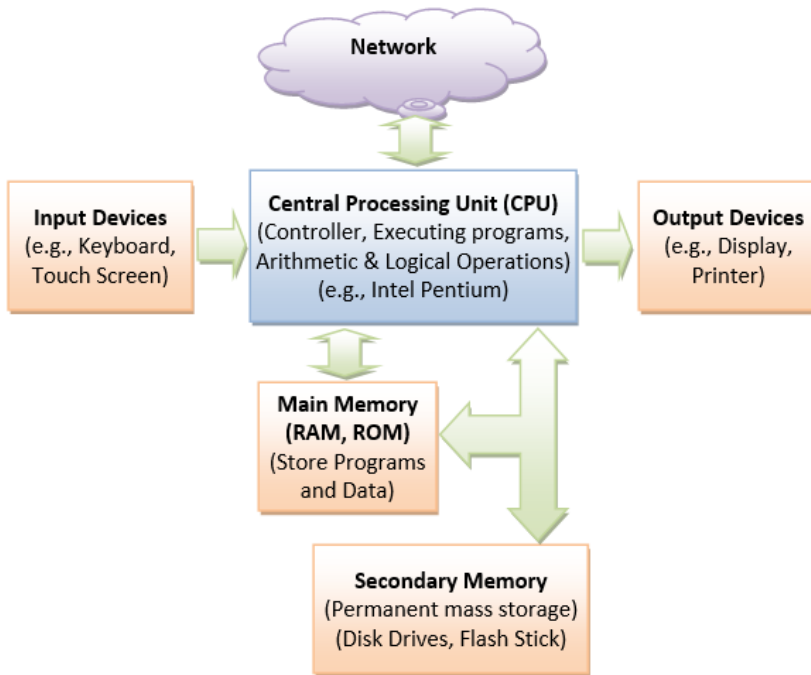 Network
Central Processing Unit (CPU)
(Controller, Executing programs,
Arithmetic & Logical Operations)
(e.g., Intel Pentium)
Input Devices
(e.g., Keyboard,
Touch Screen)
Output Devices
(e.g., Display,
Printer)
Main Memory
(RAM, ROM)
(Store Programs
and Data)
Secondary Memory
(Permanent mass storage)
(Disk Drives, Flash Stick)